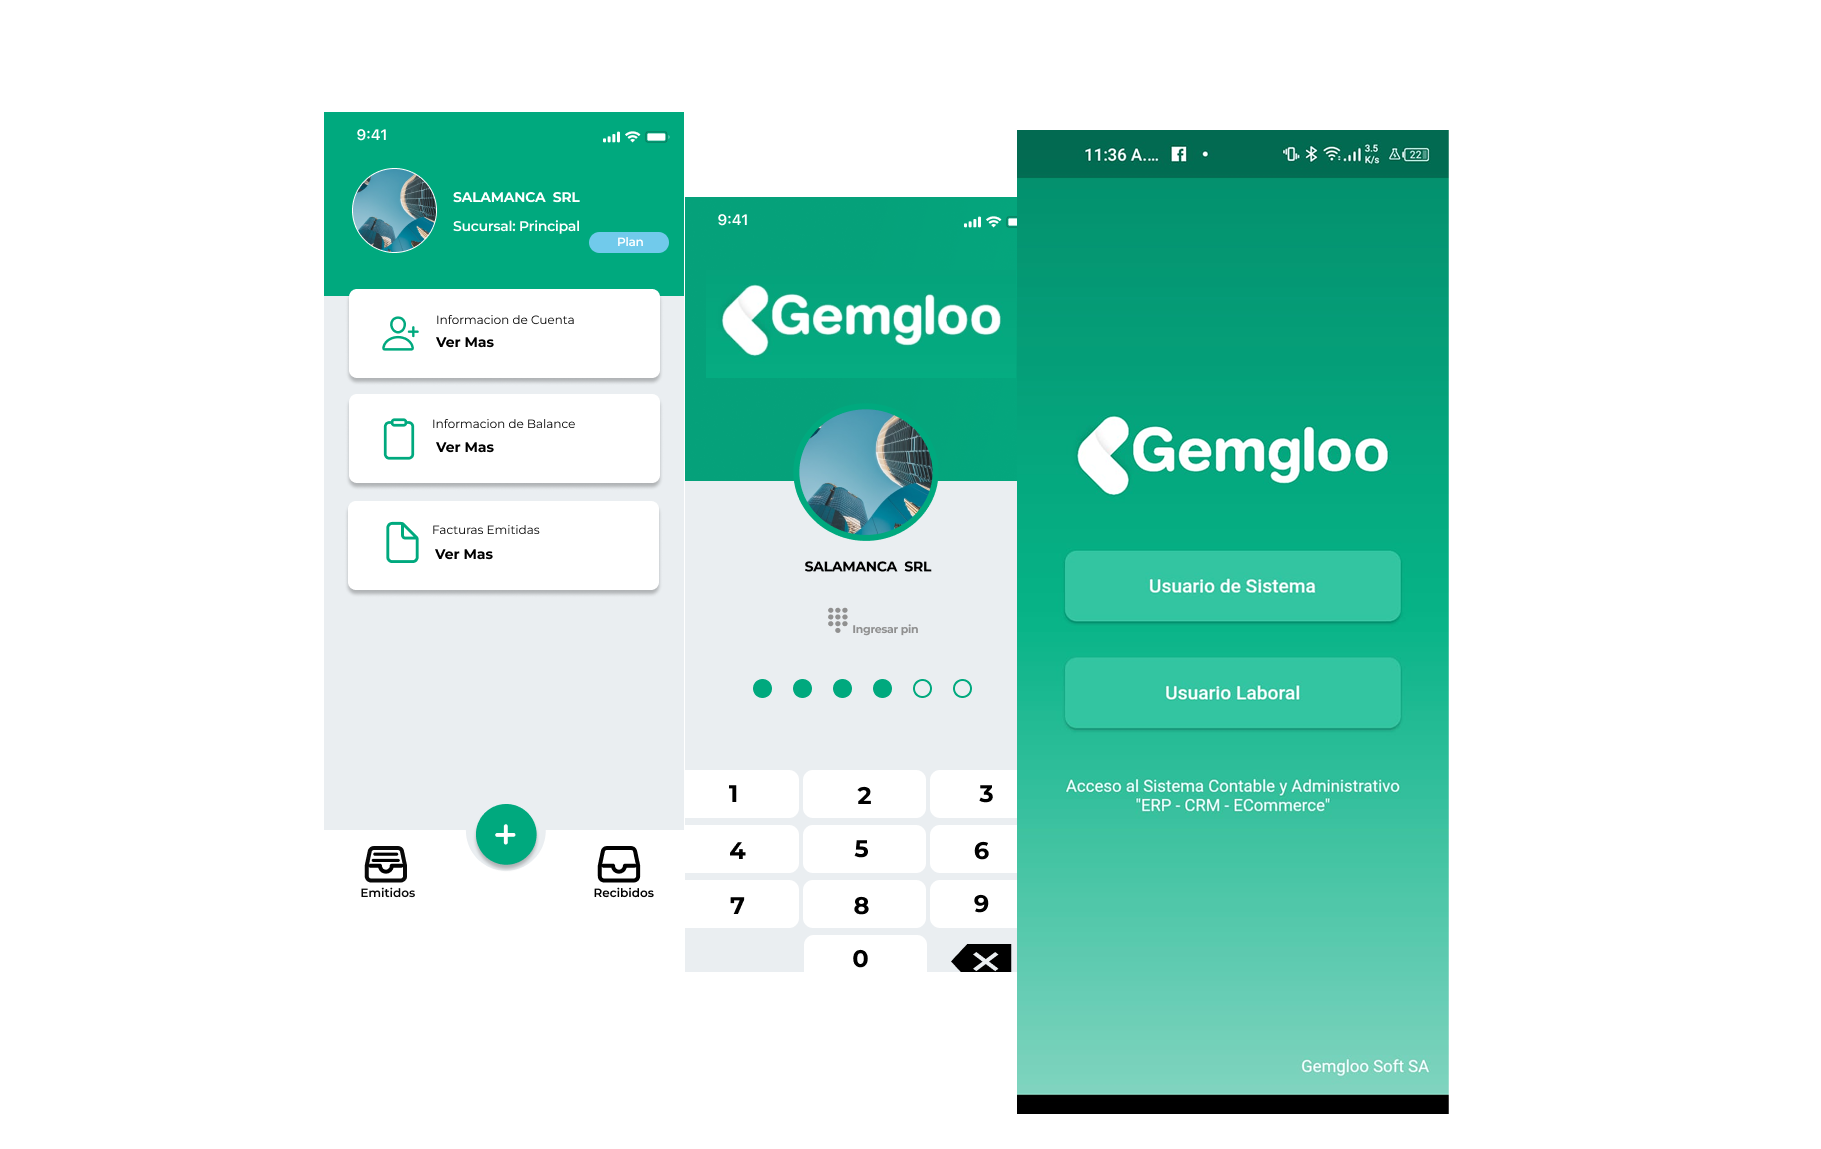 9:41
SALAMANCA SRL
Sucursal: Principal
Plan
Informacion de Cuenta
Ver Mas
Informacion de Balance
Ver Mas
Facturas Emitidas
Ver Mas
+
Emitidos
Recibidos
9:41
Gemgloo
SALAMANCA SRL
Ingresar pin
1 2 3
4 5 6
7 8 9
0
11:36 A.... 3.5 K/s 22
Gemgloo
Usuario de Sistema
Usuario Laboral
Acceso al Sistema Contable y Administrativo
"ERP - CRM - ECommerce"
Gemgloo Soft SA